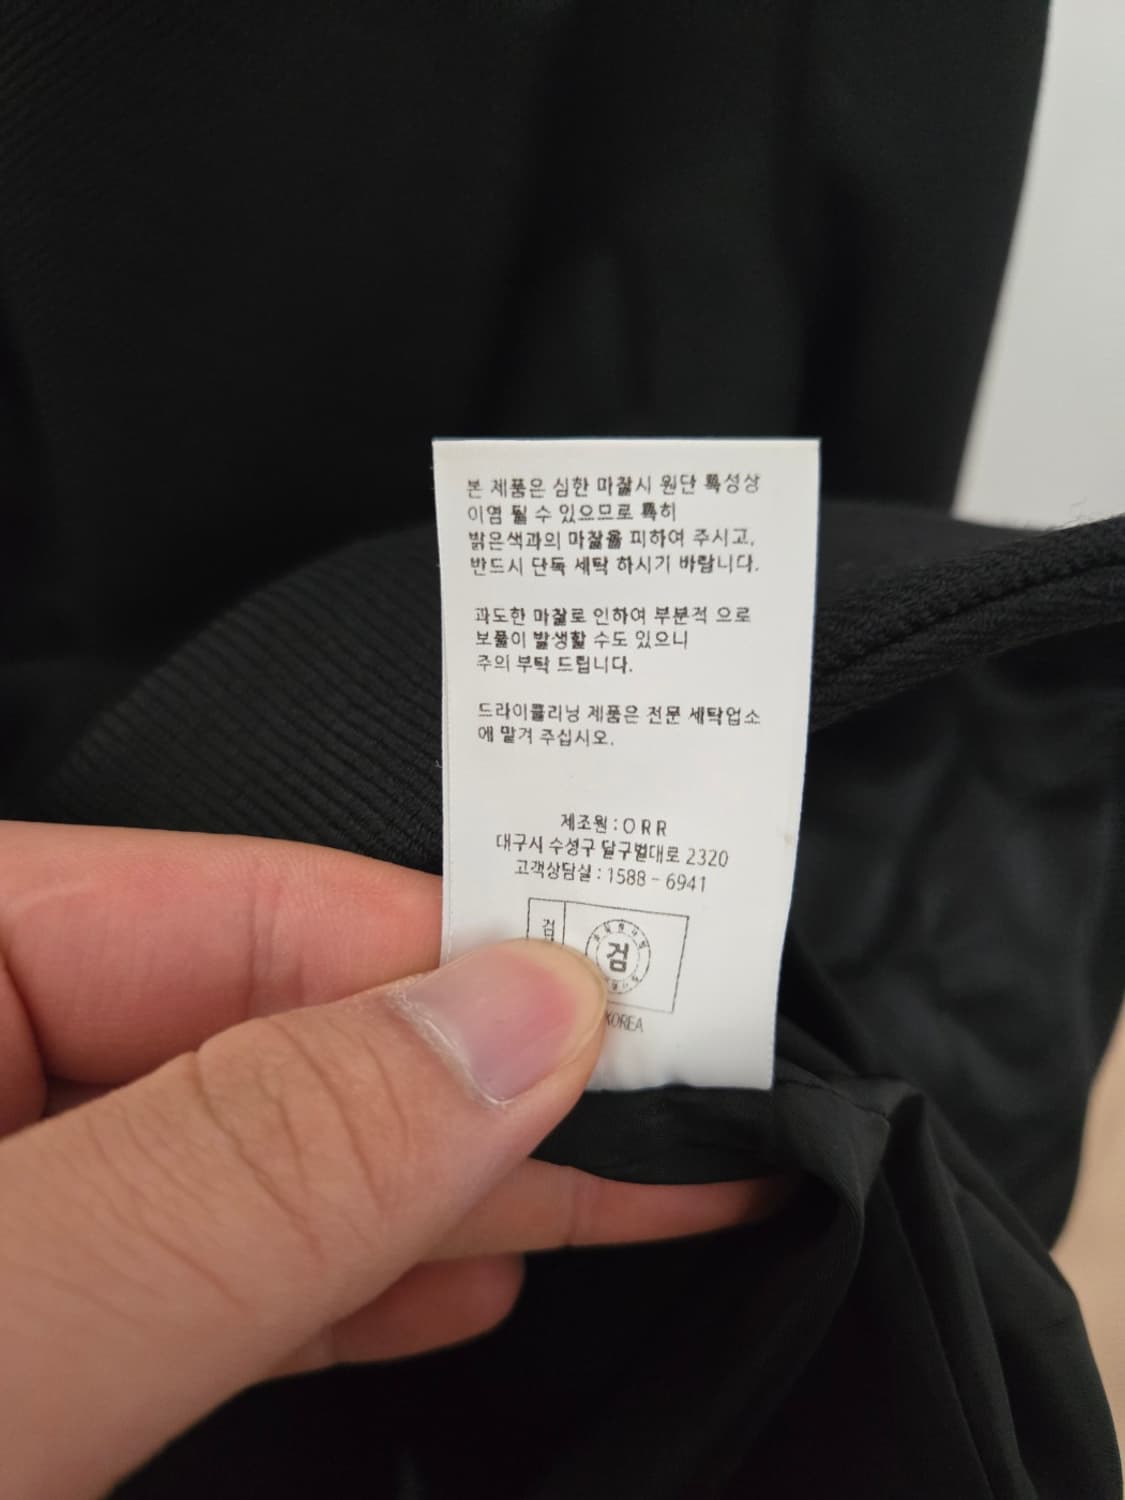 본 제품은 심한 마찰시 원단 특성상
이염 될 수 있으므로 특히
밝은색과의 마찰을 피하여 주시고,
반드시 단독 세탁 하시기 바랍니다.
과도한 마찰로 인하여 부분적 으로
보풀이 발생할 수도 있으니
주의 부탁 드립니다.
드라이클리닝 제품은 전문 세탁업소
에 맡겨 주십시오.
제조원 : O R R
대구시 수성구 달구벌대로 2320
고객상담실 : 1588 - 6941
검
검
KOREA